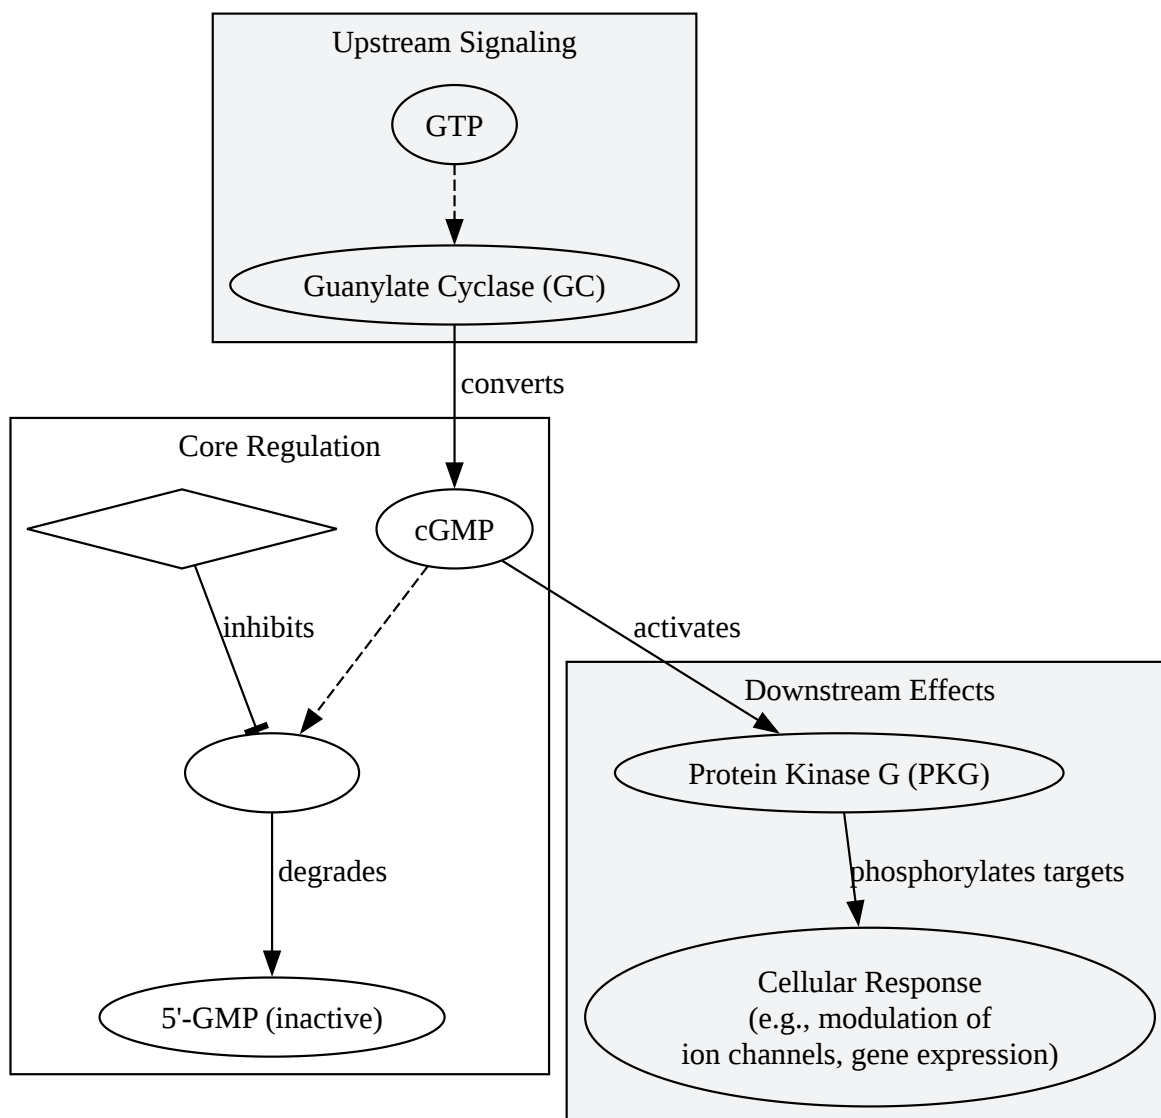 Upstream Signaling
GTP
Guanylate Cyclase (GC)
converts
Core Regulation
cGMP
inhibits
activates
Downstream Effects
Protein Kinase G (PKG)
degrades
phosphorylates targets
5'-GMP (inactive)
Cellular Response
(e.g., modulation of
ion channels, gene expression)